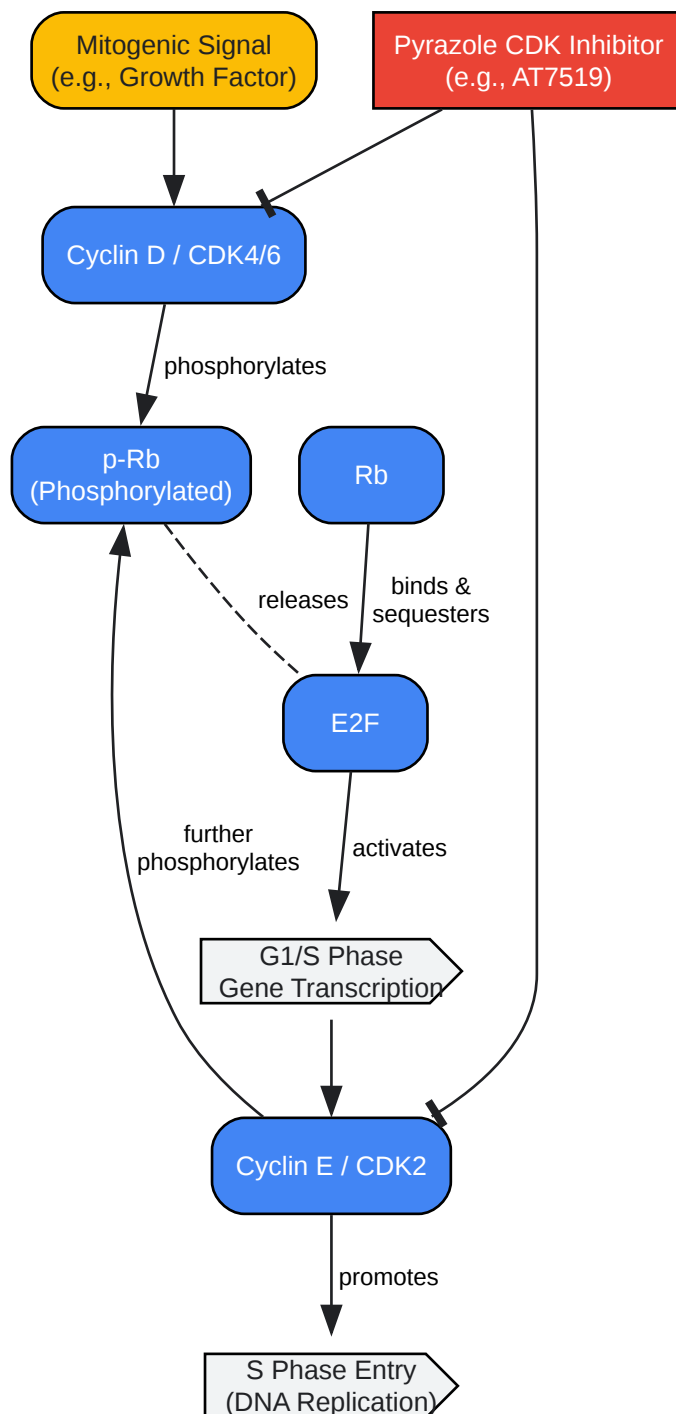 Mitogenic Signal
(e.g., Growth Factor)
Pyrazole CDK Inhibitor
(e.g., AT7519)
Cyclin D / CDK4/6
phosphorylates
p-Rb
(Phosphorylated)
Rb
releases
binds &
sequesters
E2F
further
phosphorylates
activates
G1/S Phase
Gene Transcription
Cyclin E / CDK2
promotes
S Phase Entry
(DNA Replication)